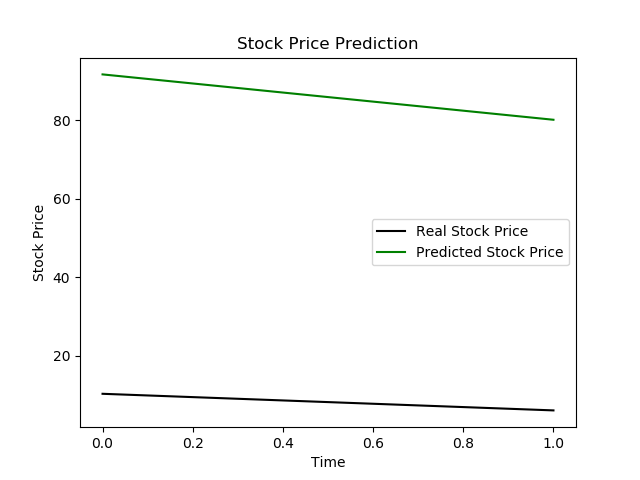 Stock Price Prediction
Stock Price
80
60
40
20
Real Stock Price
Predicted Stock Price
0.0 0.2 0.4 0.6 0.8 1.0
Time